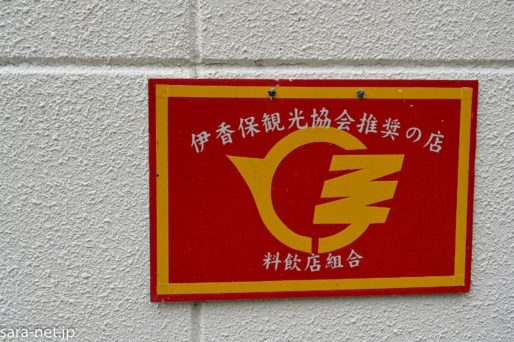 伊香保観光協会推奨の店
料飲店組合
sara-net.jp